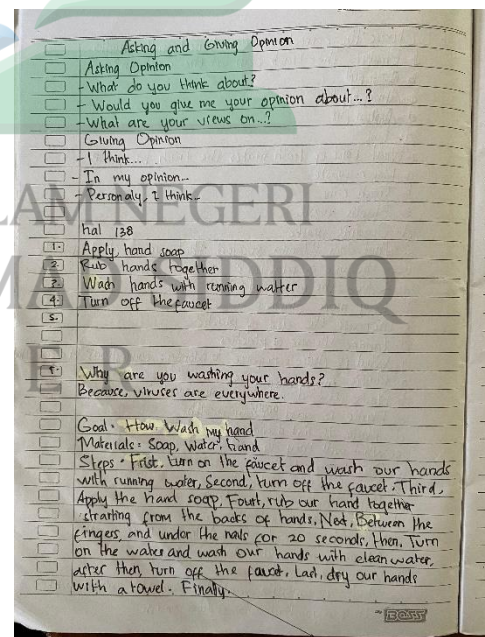 Asking and Giving Opinion
Asking Opinion
- What do you think about?
- Would you give me your opinion about...?
- What are your views on...?
Giving Opinion
- I think...
- In my opinion...
- Personaly, I think...
LAM NEGERI
hal 138
1. Apply, hand soap
2. Rub hands together
SIDDIQ
3. Wash hands with running watter
4. Turn off the faucet
5.
E R
1. Why are you washing your hands?
Because, viruses are everywhere.
Goal : How Wash my hand
Materials : Soap, Water, hand
Steps : Frist, turn on the faucet and wash our hands
with running water, Second, turn off the faucet, Third,
Apply the hand soap, Fourt, rub our hand together
strarting from the backs of hands, Next, Between the
fingers, and under the nails for 20 seconds, then, Turn
on the water and wash our hands with clean water,
after then, turn off the faucet, Last, dry our hands
with a towel. Finally.
BOSS